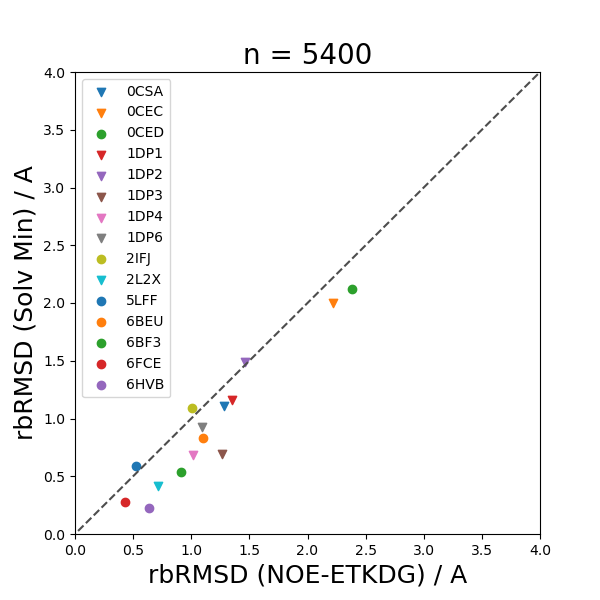 n = 5400
rbRMSD (Solv Min) / A
4.0
3.5
3.0
2.5
2.0
1.5
1.0
0.5
0.0
0CSA
0CEC
0CED
1DP1
1DP2
1DP3
1DP4
1DP6
2IFJ
2L2X
5LFF
6BEU
6BF3
6FCE
6HVB
0.0 0.5 1.0 1.5 2.0 2.5 3.0 3.5 4.0
rbRMSD (NOE-ETKDG) / A